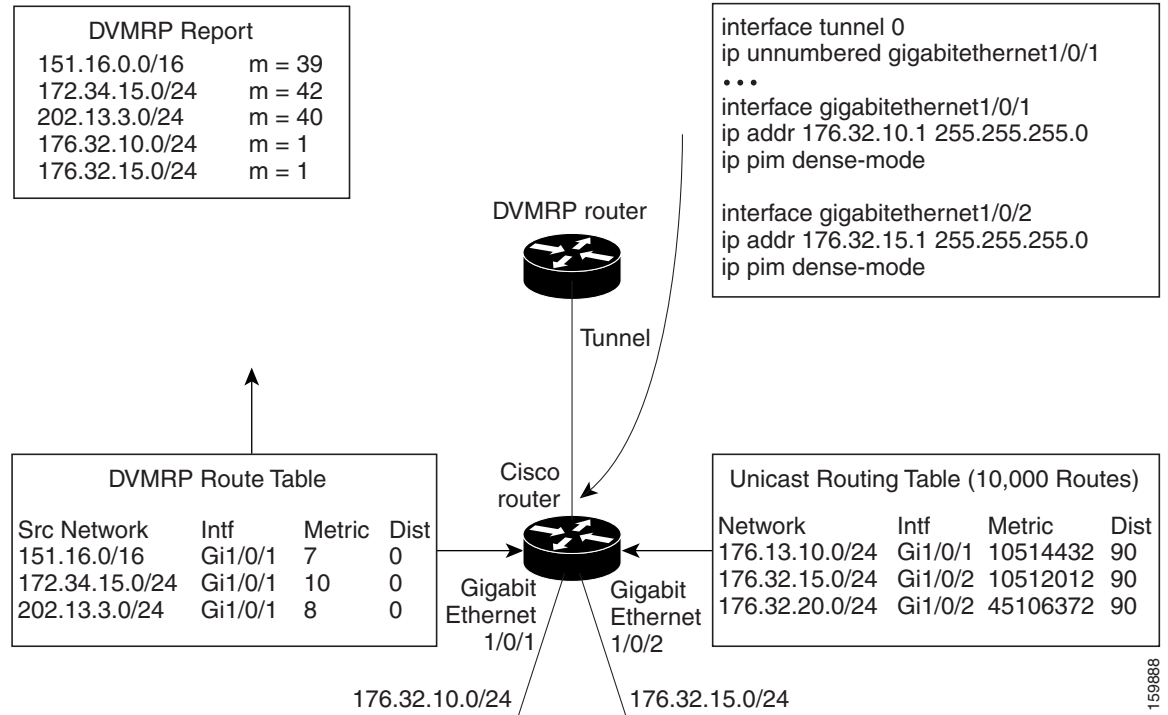 DVMRP Report
151.16.0.0/16 m = 39
172.34.15.0/24 m = 42
202.13.3.0/24 m = 40
176.32.10.0/24 m = 1
176.32.15.0/24 m = 1
interface tunnel 0
ip unnumbered gigabitethernet1/0/1
• • •
interface gigabitethernet1/0/1
ip addr 176.32.10.1 255.255.255.0
ip pim dense-mode
interface gigabitethernet1/0/2
ip addr 176.32.15.1 255.255.255.0
ip pim dense-mode
DVMRP router
Tunnel
DVMRP Route Table
Src Network Intf Metric Dist
151.16.0/16 Gi1/0/1 7 0
172.34.15.0/24 Gi1/0/1 10 0
202.13.3.0/24 Gi1/0/1 8 0
Cisco
router
Unicast Routing Table (10,000 Routes)
Network Intf Metric Dist
176.13.10.0/24 Gi1/0/1 10514432 90
176.32.15.0/24 Gi1/0/2 10512012 90
176.32.20.0/24 Gi1/0/2 45106372 90
Gigabit
Ethernet
1/0/1
Gigabit
Ethernet
1/0/2
176.32.10.0/24
176.32.15.0/24
159888